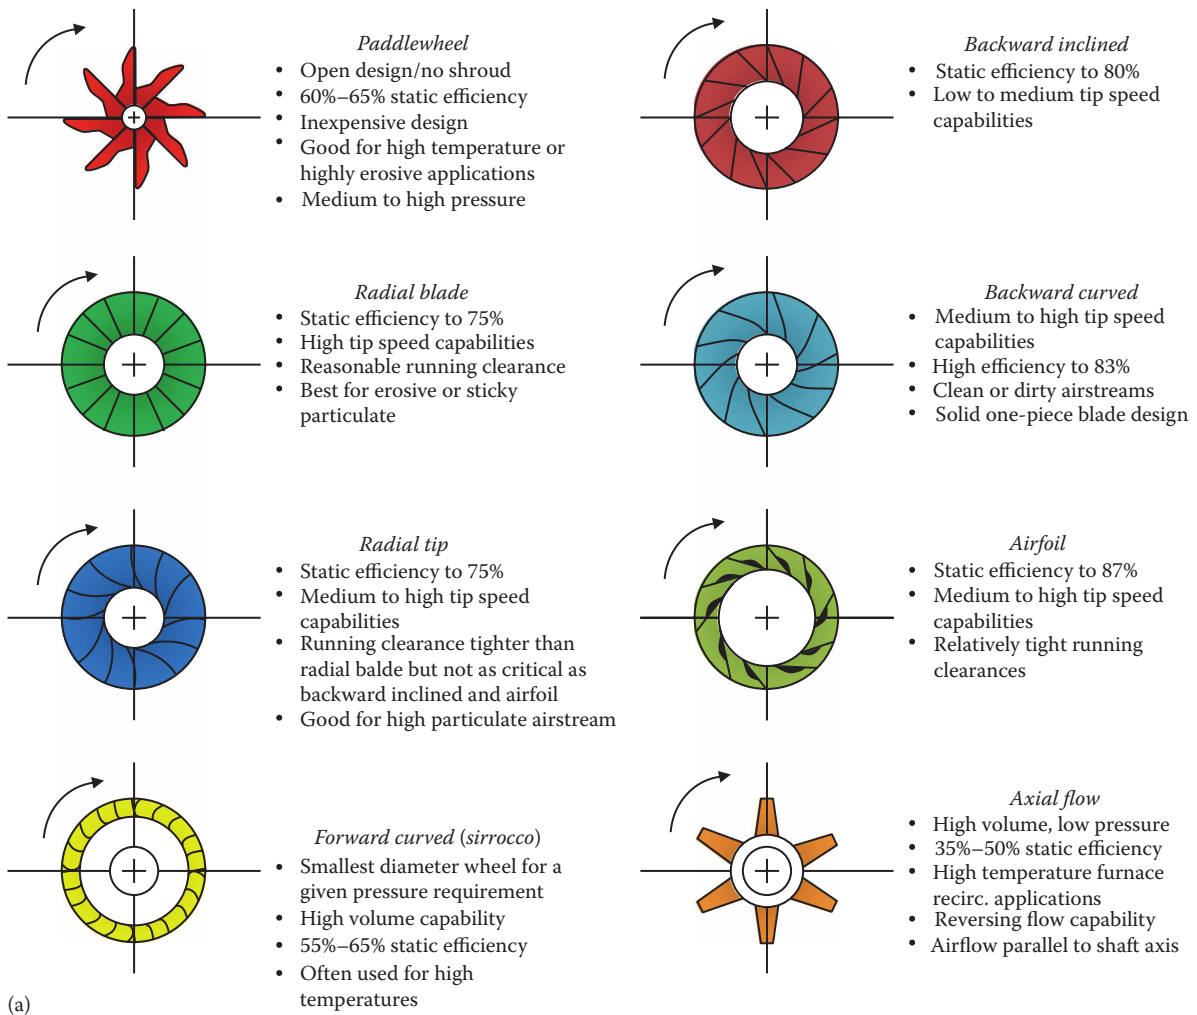 Paddlewheel
• Open design/no shroud
• 60%–65% static efficiency
• Inexpensive design
• Good for high temperature or
highly erosive applications
• Medium to high pressure
Radial blade
• Static efficiency to 75%
• High tip speed capabilities
• Reasonable running clearance
• Best for erosive or sticky
particulate
Radial tip
• Static efficiency to 75%
• Medium to high tip speed
capabilities
• Running clearance tighter than
radial balde but not as critical as
backward inclined and airfoil
• Good for high particulate airstream
Forward curved (sirrocco)
• Smallest diameter wheel for a
given pressure requirement
• High volume capability
• 55%–65% static efficiency
• Often used for high
temperatures
Backward inclined
• Static efficiency to 80%
• Low to medium tip speed
capabilities
Backward curved
• Medium to high tip speed
capabilities
• High efficiency to 83%
• Clean or dirty airstreams
• Solid one-piece blade design
Airfoil
• Static efficiency to 87%
• Medium to high tip speed
capabilities
• Relatively tight running
clearances
Axial flow
• High volume, low pressure
• 35%–50% static efficiency
• High temperature furnace
recirc. applications
• Reversing flow capability
• Airflow parallel to shaft axis
(a)